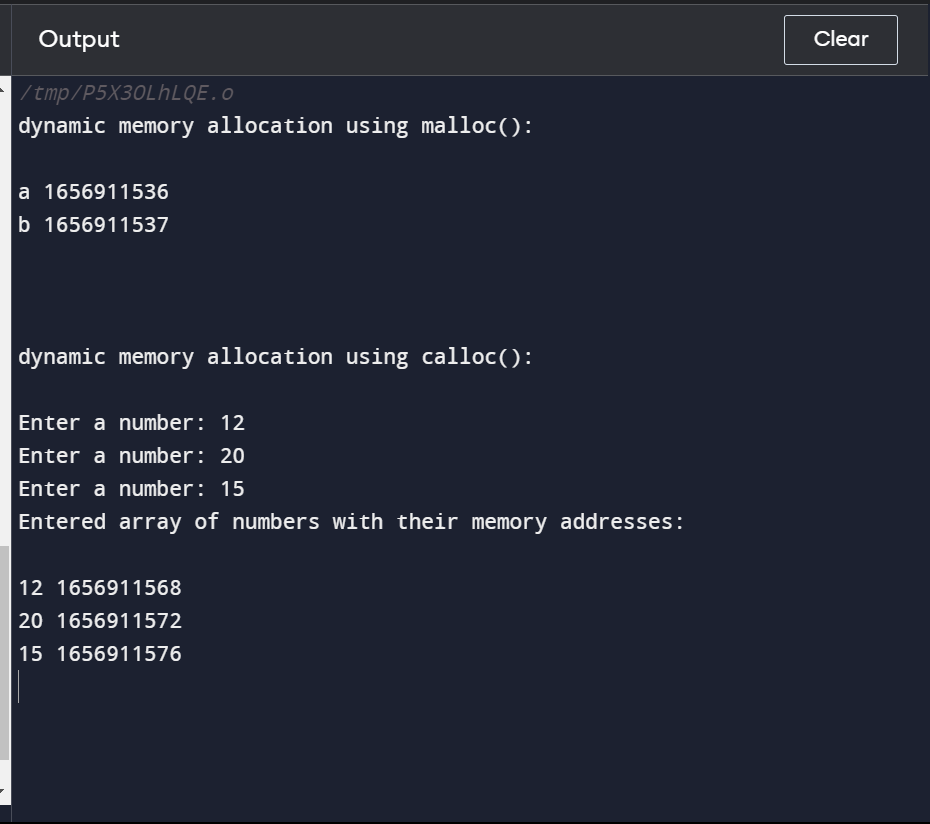 Output
Clear
/tmp/P5X3OLhLQE.o
dynamic memory allocation using malloc():
a 1656911536
b 1656911537
dynamic memory allocation using calloc():
Enter a number: 12
Enter a number: 20
Enter a number: 15
Entered array of numbers with their memory addresses:
12 1656911568
20 1656911572
15 1656911576